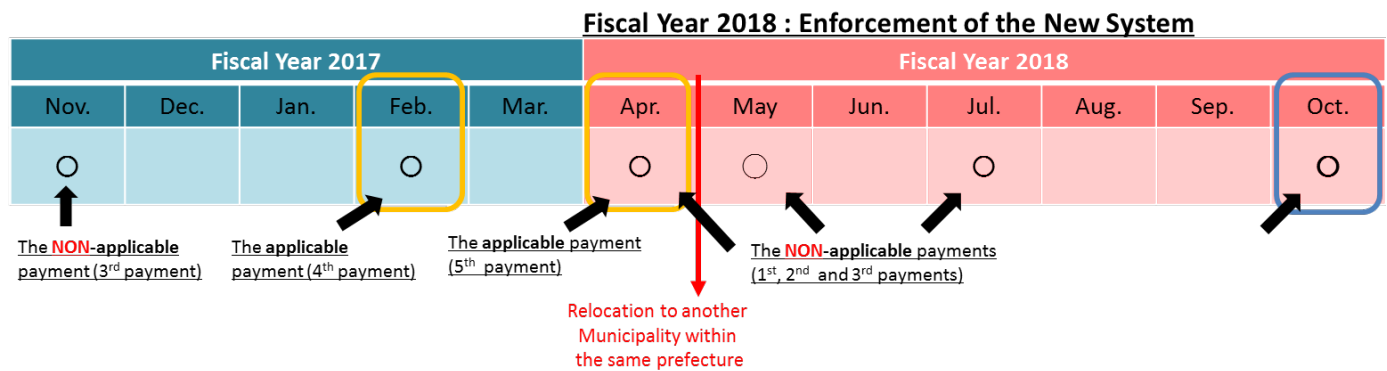 Fiscal Year 2018 : Enforcement of the New System
Fiscal Year 2017
Fiscal Year 2018
Nov.
Dec.
Jan.
Feb.
Mar.
Apr.
May
Jun.
Jul.
Aug.
Sep.
Oct.
The NON-applicable
payment (3rd payment)
The applicable
payment (4th payment)
The applicable payment
(5th payment)
The NON-applicable payments
(1st, 2nd and 3rd payments)
Relocation to another
Municipality within
the same prefecture